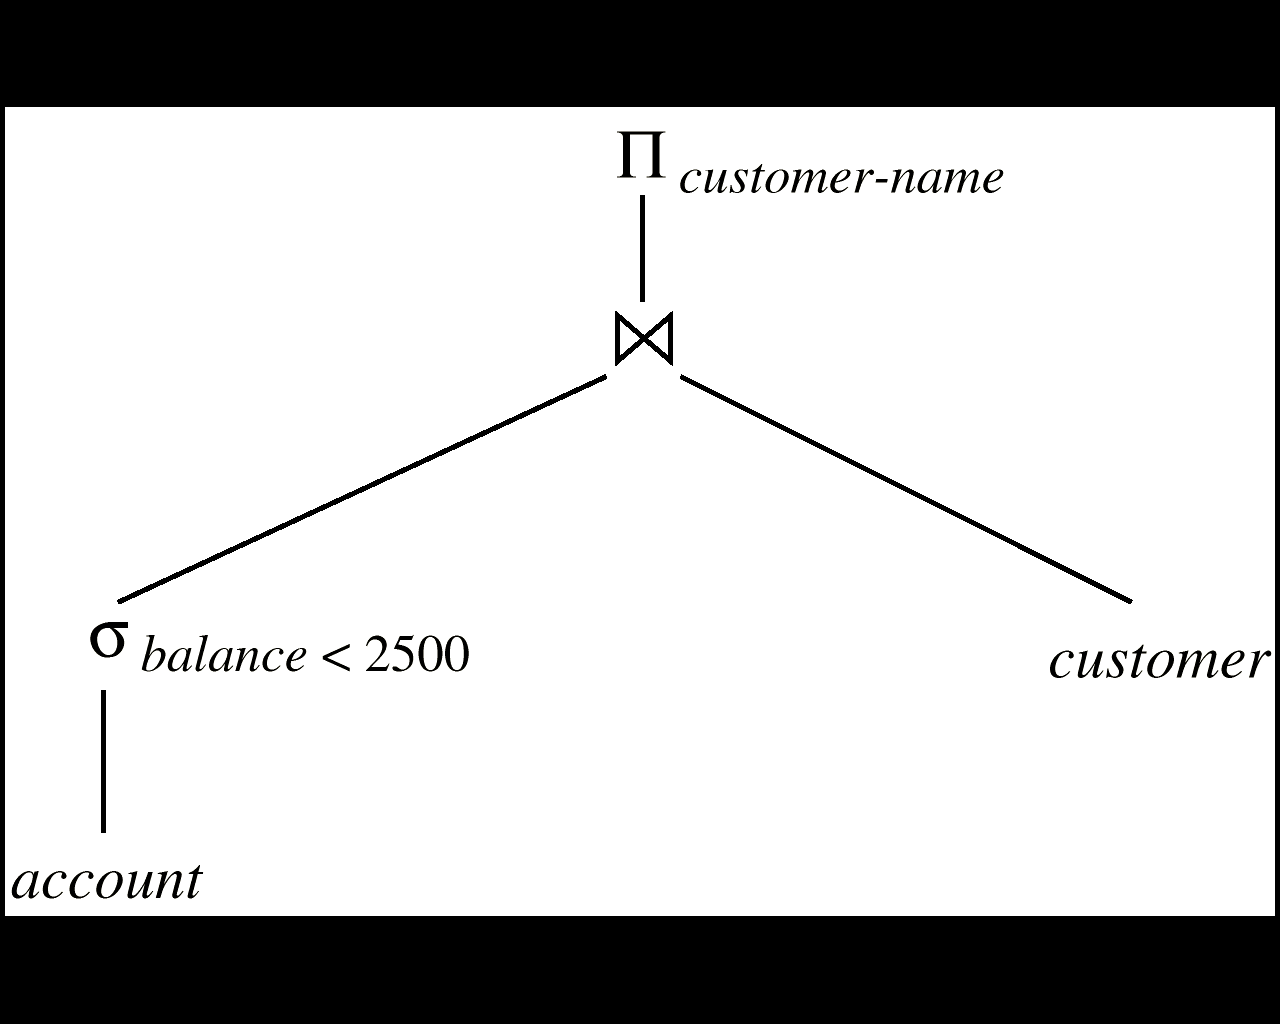 Π customer-name
⋈
σ balance < 2500
customer
account